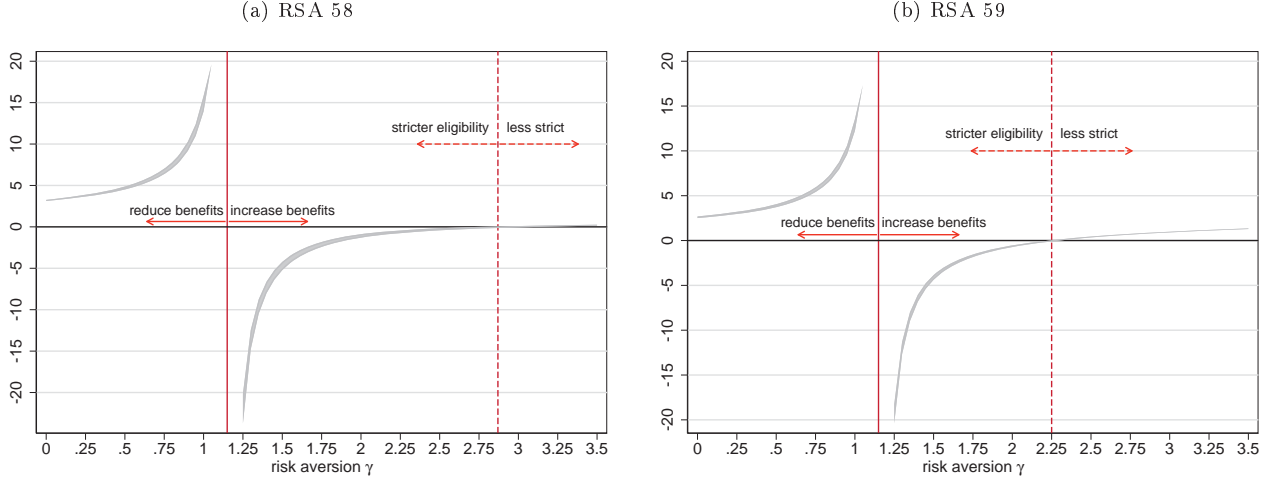 (a) RSA 58
20
15
10
5
0
-5
-10
-15
-20
stricter eligibility less strict
reduce benefits increase benefits
0 .25 .5 .75 1 1.25 1.5 1.75 2 2.25 2.5 2.75 3 3.25 3.5
risk aversion γ
(b) RSA 59
20
15
10
5
0
-5
-10
-15
-20
stricter eligibility less strict
reduce benefits increase benefits
0 .25 .5 .75 1 1.25 1.5 1.75 2 2.25 2.5 2.75 3 3.25 3.5
risk aversion γ